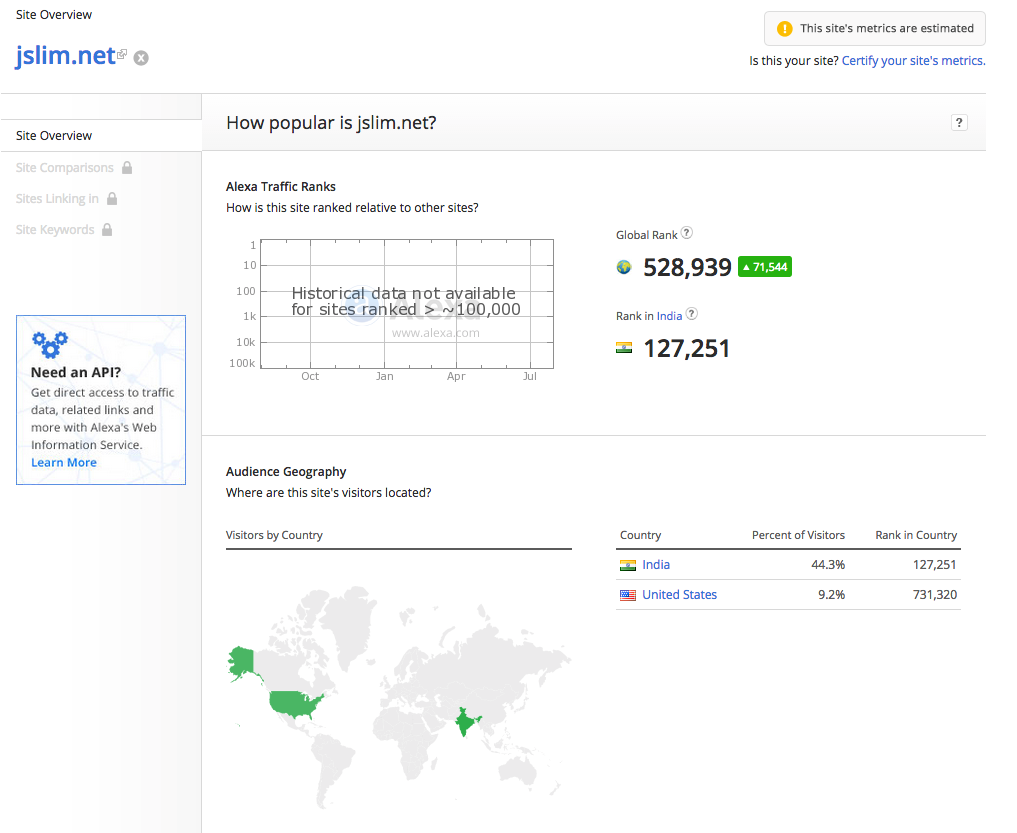 Site Overview
jslim.net
This site's metrics are estimated
Is this your site? Certify your site's metrics.
Site Overview
Site Comparisons
Sites Linking in
Site Keywords
Need an API?
Get direct access to traffic
data, related links and
more with Alexa's Web
Information Service.
Learn More
How popular is jslim.net?
?
Alexa Traffic Ranks
How is this site ranked relative to other sites?
1
10
100
1k
10k
100k
Historical data not available
for sites ranked > ~100,000
Alexa
www.alexa.com
Oct Jan Apr Jul
Global Rank ?
528,939 71,544
Rank in India ?
127,251
Audience Geography
Where are this site's visitors located?
Visitors by Country
Country Percent of Visitors Rank in Country
India 44.3% 127,251
United States 9.2% 731,320